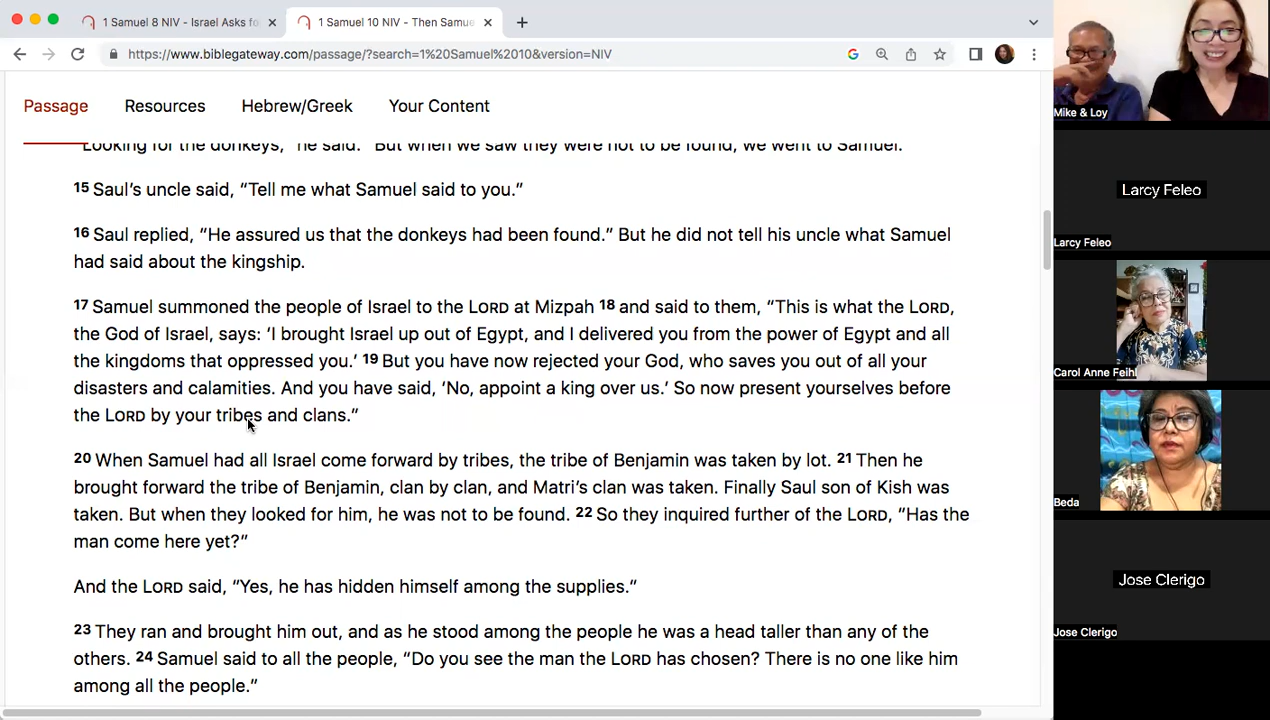 1 Samuel 8 NIV - Israel Asks fo
1 Samuel 10 NIV - Then Samue
https://www.biblegateway.com/passage/?search=1%20Samuel%2010&version=NIV
Passage Resources Hebrew/Greek Your Content
"Looking for the donkeys," he said. "But when we saw they were not to be found, we went to Samuel."
15 Saul's uncle said, “Tell me what Samuel said to you.”
16 Saul replied, “He assured us that the donkeys had been found.” But he did not tell his uncle what Samuel
had said about the kingship.
17 Samuel summoned the people of Israel to the LORD at Mizpah 18 and said to them, “This is what the LORD,
the God of Israel, says: ‘I brought Israel up out of Egypt, and I delivered you from the power of Egypt and all
the kingdoms that oppressed you.’ 19 But you have now rejected your God, who saves you out of all your
disasters and calamities. And you have said, ‘No, appoint a king over us.’ So now present yourselves before
the LORD by your tribes and clans.”
20 When Samuel had all Israel come forward by tribes, the tribe of Benjamin was taken by lot. 21 Then he
brought forward the tribe of Benjamin, clan by clan, and Matri’s clan was taken. Finally Saul son of Kish was
taken. But when they looked for him, he was not to be found. 22 So they inquired further of the LORD, “Has the
man come here yet?”
And the LORD said, “Yes, he has hidden himself among the supplies.”
23 They ran and brought him out, and as he stood among the people he was a head taller than any of the
others. 24 Samuel said to all the people, “Do you see the man the LORD has chosen? There is no one like him
among all the people.”
Mike & Loy
Larcy Feleo
Larcy Feleo
Carol Anne Feihl
Beda
Jose Clerigo
Jose Clerigo